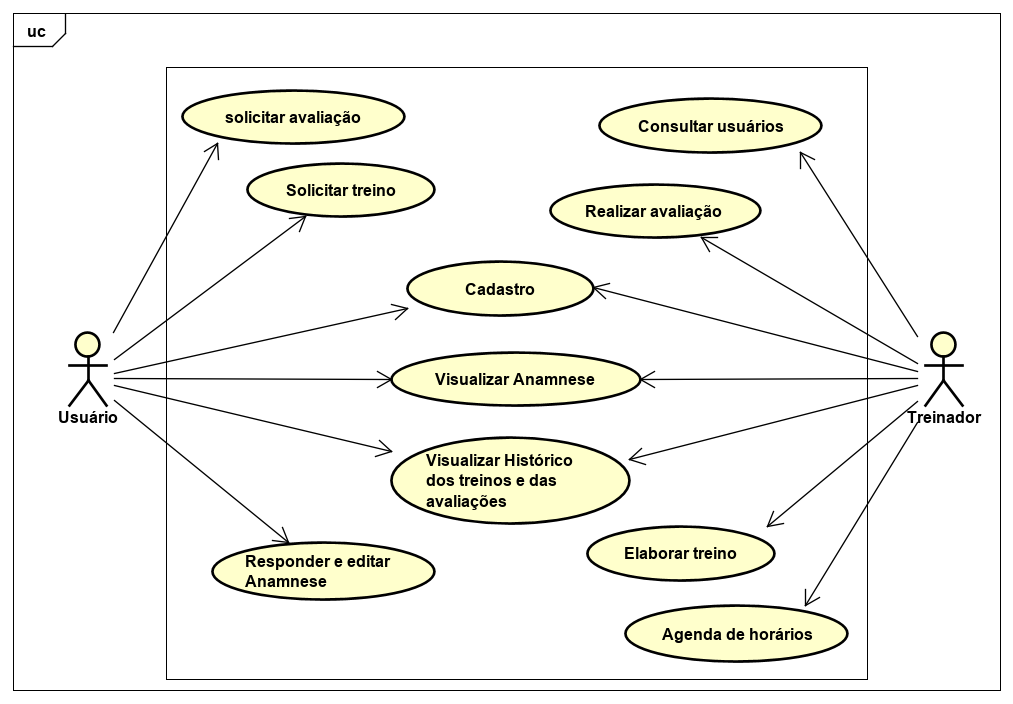 uc
solicitar avaliação
Consultar usuários
Solicitar treino
Realizar avaliação
Cadastro
Visualizar Anamnese
Usuário
Treinador
Visualizar Histórico
dos treinos e das
avaliações
Elaborar treino
Responder e editar
Anamnese
Agenda de horários